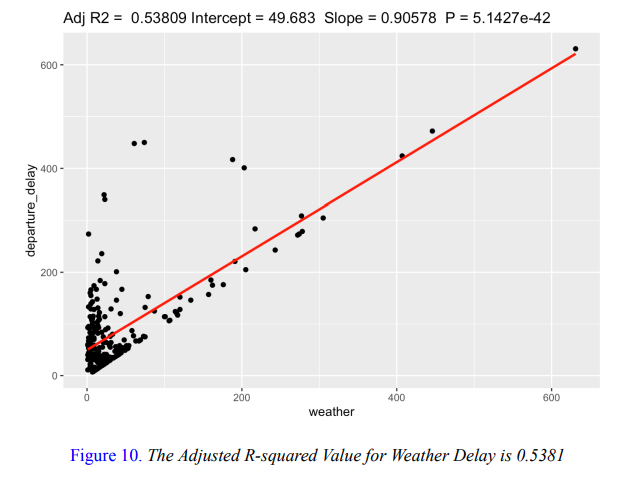 Adj R2 =  0.53809 Intercept = 49.683  Slope = 0.90578  P = 5.1427e-42
600
400
200
0
departure_delay
0 200 400 600
weather
Figure 10. The Adjusted R-squared Value for Weather Delay is 0.5381